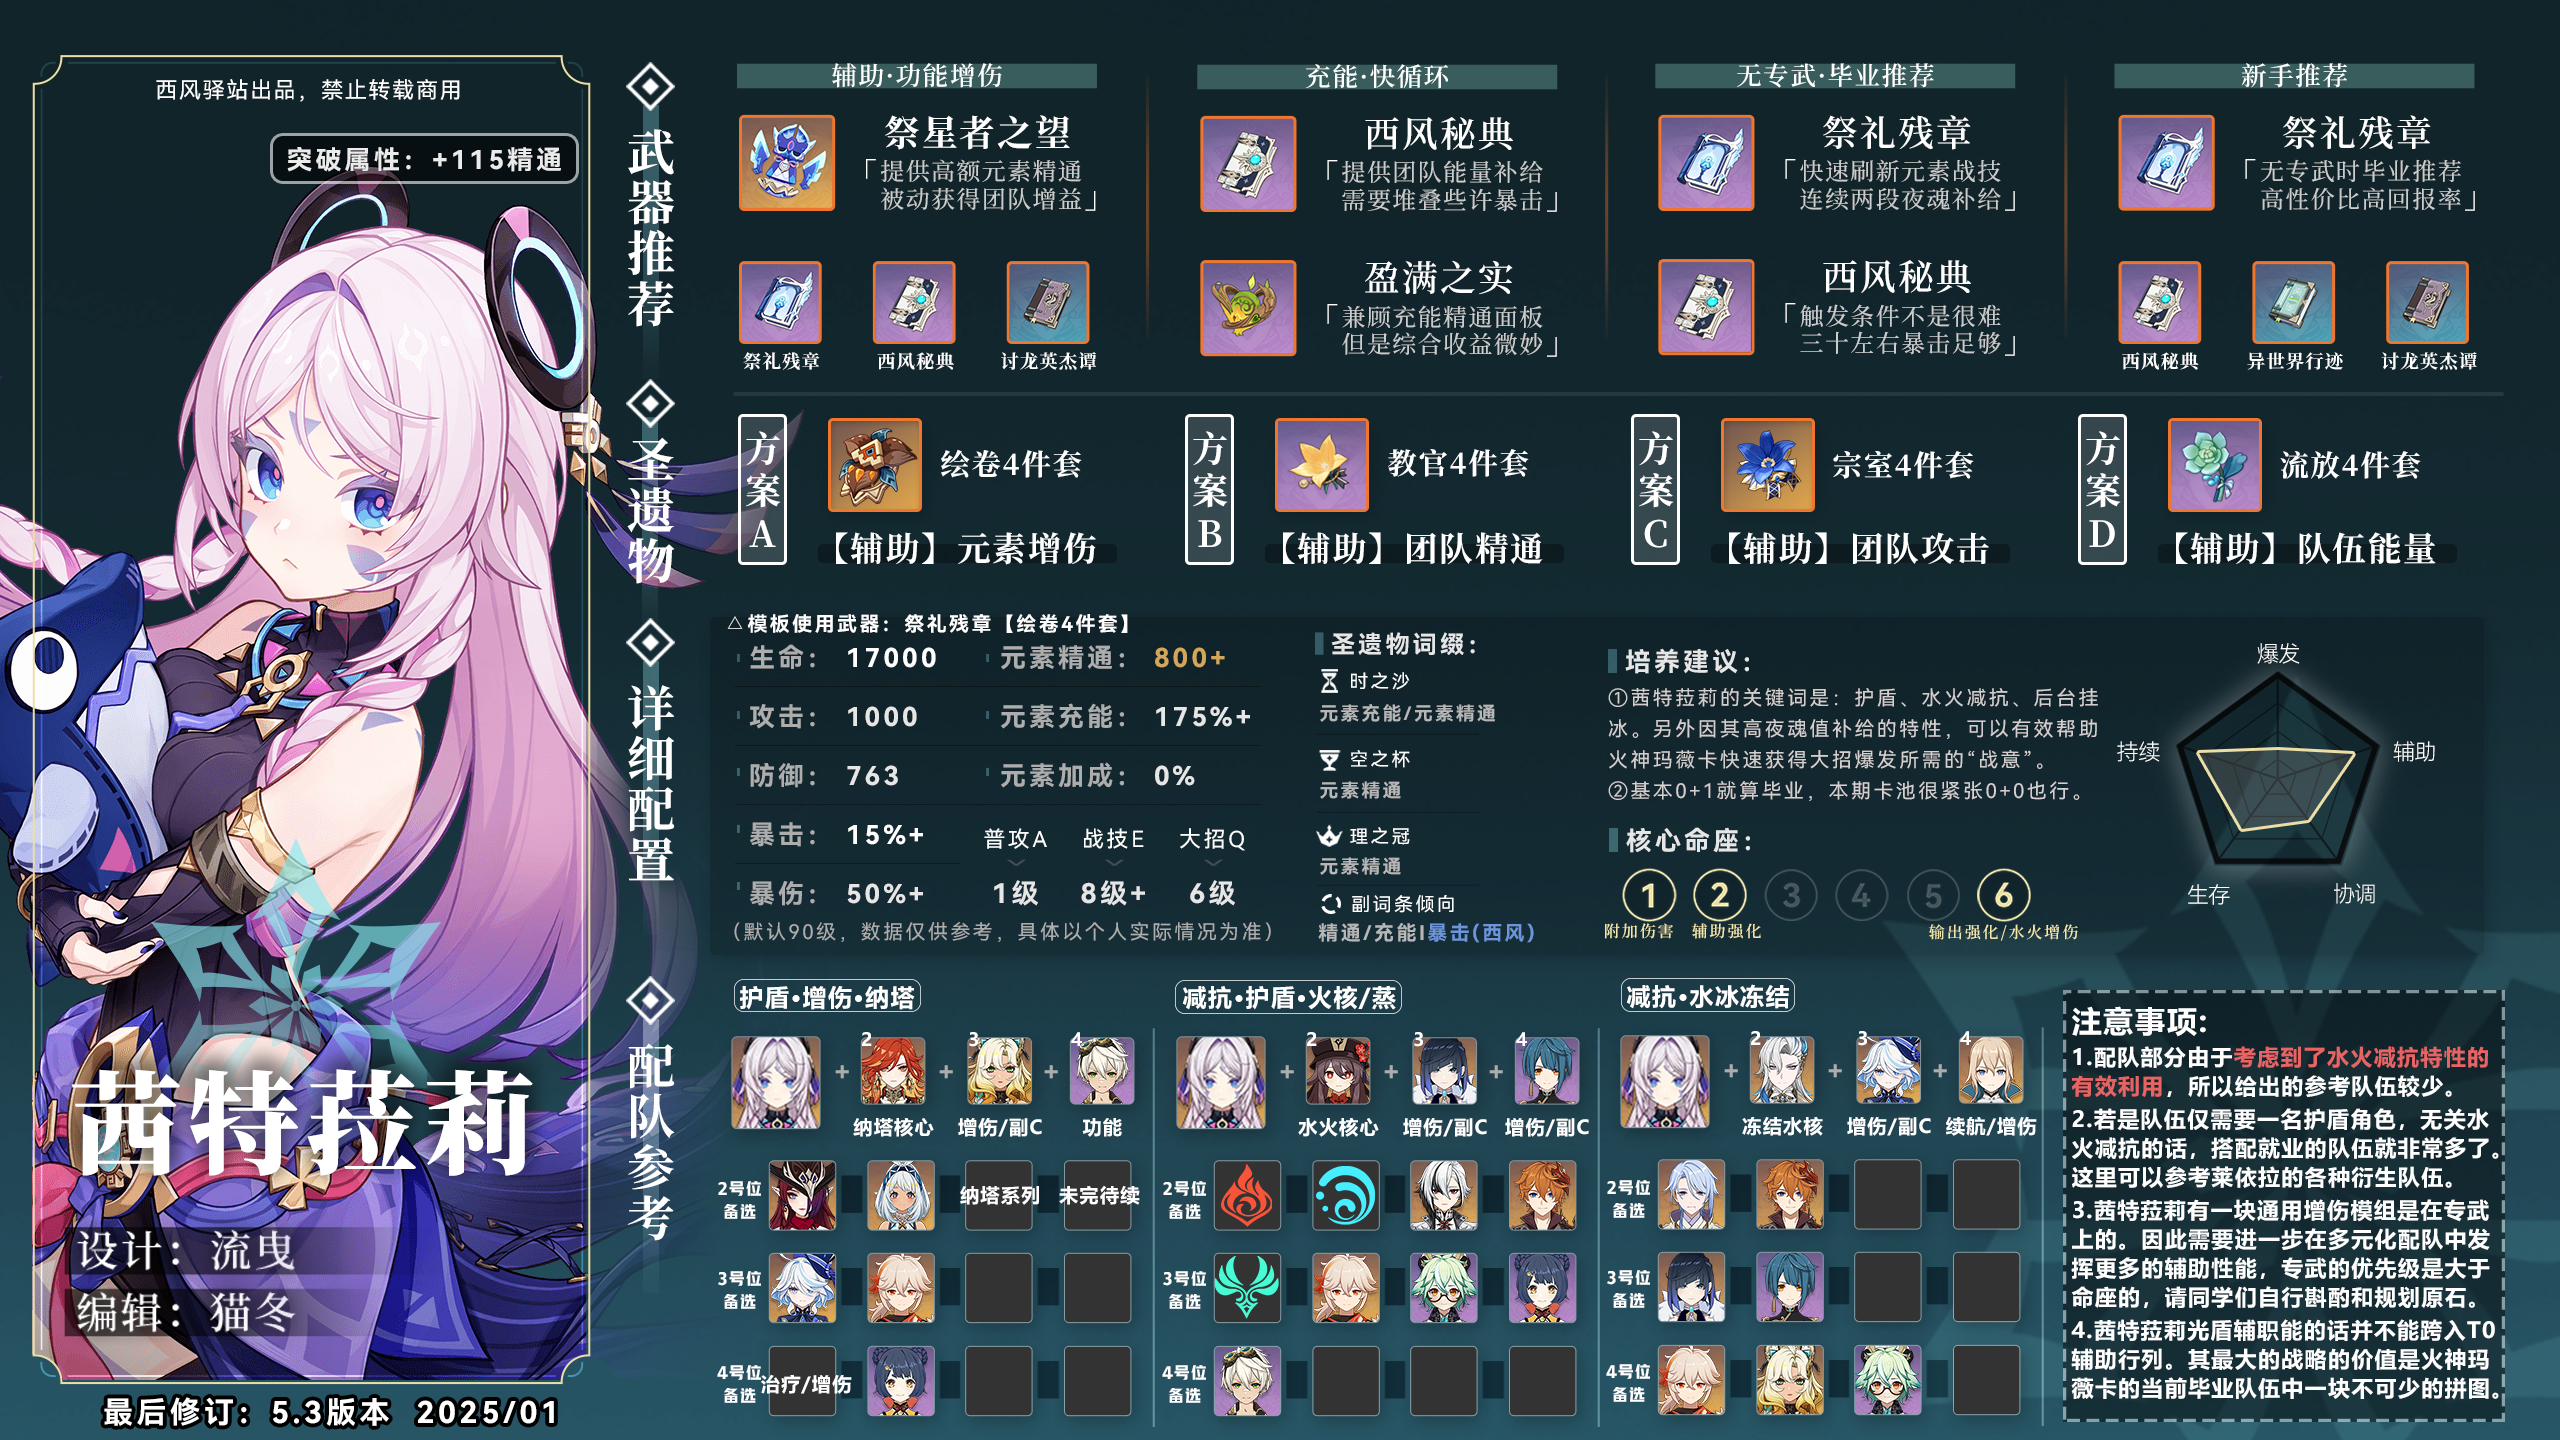 西风驿站出品，禁止转载商用
突破属性：+115精通
茜特菈莉
设计：流曳
编辑：猫冬
最后修订：5.3版本 2025/01
武器推荐
辅助·功能增伤
祭星者之望
「提供高额元素精通
被动获得团队增益」
祭礼残章
西风秘典
讨龙英杰谭
充能·快循环
西风秘典
「提供团队能量补给
需要堆叠些许暴击」
盈满之实
「兼顾充能精通面板
但是综合收益微妙」
无专武·毕业推荐
祭礼残章
「快速刷新元素战技
连续两段夜魂补给」
西风秘典
「触发条件不是很难
三十左右暴击足够」
新手推荐
祭礼残章
「无专武时毕业推荐
高性价比高回报率」
西风秘典
异世界行迹
讨龙英杰谭
圣遗物
方案A
绘卷4件套
【辅助】元素增伤
方案B
教官4件套
【辅助】团队精通
方案C
宗室4件套
【辅助】团队攻击
方案D
流放4件套
【辅助】队伍能量
详细配置
△模板使用武器：祭礼残章【绘卷4件套】
生命： 17000 元素精通： 800+
攻击： 1000 元素充能： 175%+
防御： 763 元素加成： 0%
暴击： 15%+ 普攻A 战技E 大招Q
暴伤： 50%+ 1级 8级+ 6级
（默认90级，数据仅供参考，具体以个人实际情况为准）
圣遗物词缀：
时之沙
元素充能/元素精通
空之杯
元素精通
理之冠
元素精通
副词条倾向
精通/充能|暴击(西风)
培养建议：
①茜特菈莉的关键词是：护盾、水火减抗、后台挂
冰。另外因其高夜魂值补给的特性，可以有效帮助
火神玛薇卡快速获得大招爆发所需的“战意”。
②基本0+1就算毕业，本期卡池很紧张0+0也行。
核心命座：
1 2 3 4 5 6
附加伤害 辅助强化 输出强化/水火增伤
爆发
辅助
协调
生存
持续
配队参考
护盾·增伤·纳塔
+ 2 + 3 + 4
纳塔核心 增伤/副C 功能
2号位
备选
纳塔系列 未完待续
3号位
备选
4号位
备选
治疗/增伤
减抗·护盾·火核/蒸
+ 2 + 3 + 4
水火核心 增伤/副C 增伤/副C
2号位
备选
3号位
备选
4号位
备选
减抗·水冰冻结
+ 2 + 3 + 4
冻结水核 增伤/副C 续航/增伤
2号位
备选
3号位
备选
4号位
备选
注意事项:
1.配队部分由于考虑到了水火减抗特性的
有效利用，所以给出的参考队伍较少。
2.若是队伍仅需要一名护盾角色，无关水
火减抗的话，搭配就业的队伍就非常多了。
这里可以参考莱依拉的各种衍生队伍。
3.茜特菈莉有一块通用增伤模组是在专武
上的。因此需要进一步在多元化配队中发
挥更多的辅助性能，专武的优先级是大于
命座的，请同学们自行斟酌和规划原石。
4.茜特菈莉光盾辅职能的话并不能跨入T0
辅助行列。其最大的战略的价值是火神玛
薇卡的当前毕业队伍中一块不可少的拼图。